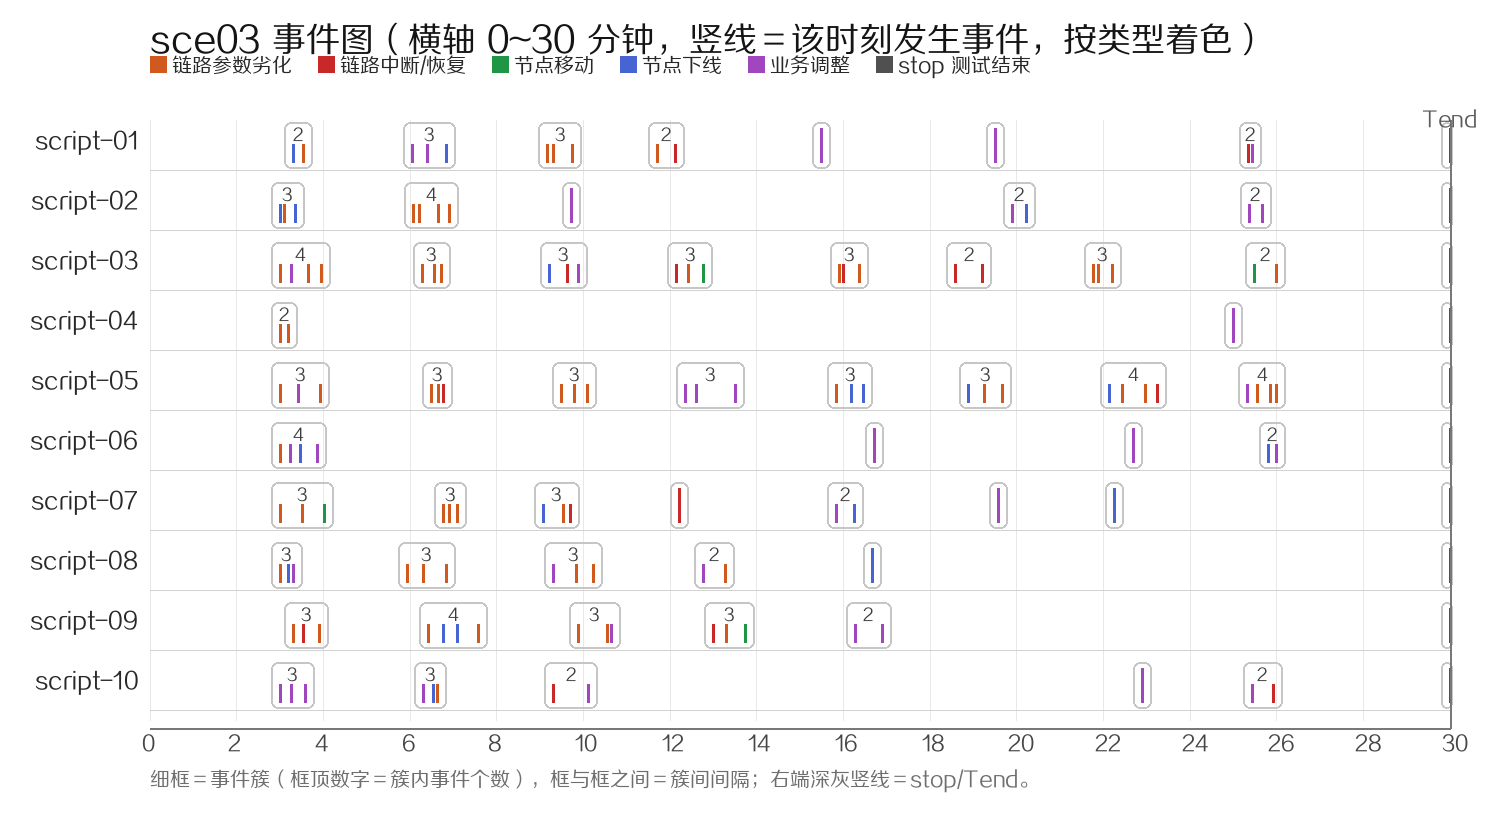 sce03 事件图（横轴 0~30 分钟，竖线＝该时刻发生事件，按类型着色）
链路参数劣化 链路中断/恢复 节点移动 节点下线 业务调整 stop 测试结束
Tend
script-01 2 3 3 2 2
script-02 3 4 2 2
script-03 4 3 3 3 3 2 3 2
script-04 2
script-05 3 3 3 3 3 3 4 4
script-06 4 2
script-07 3 3 3 2
script-08 3 3 3 2
script-09 3 4 3 3 2
script-10 3 3 2 2
0 2 4 6 8 10 12 14 16 18 20 22 24 26 28 30
细框＝事件簇（框顶数字＝簇内事件个数），框与框之间＝簇间间隔；右端深灰竖线＝stop/Tend。